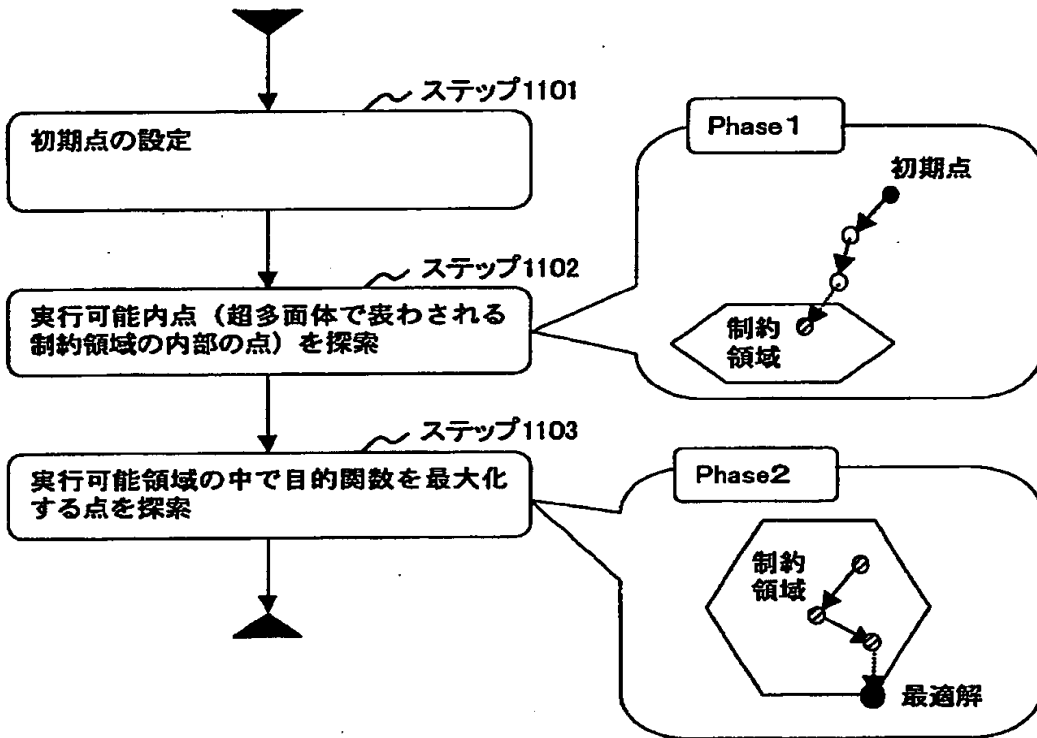 ステップ1101
初期点の設定
Phase1
初期点
制約
領域
ステップ1102
実行可能内点（超多面体で表わされる
制約領域の内部の点）を探索
ステップ1103
実行可能領域の中で目的関数を最大化
する点を探索
Phase2
制約
領域
最適解